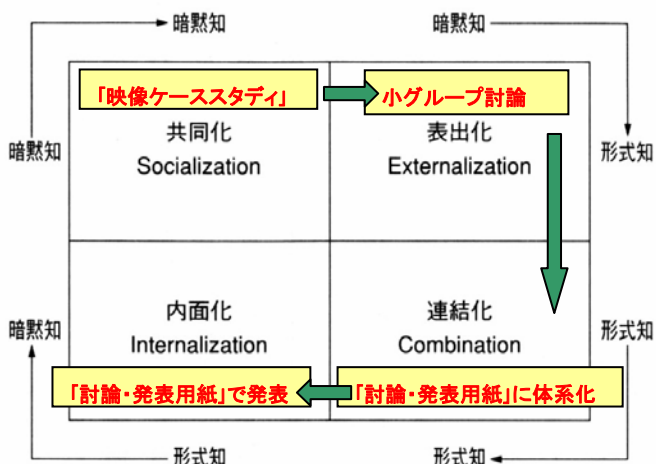 暗黙知
暗黙知
「映像ケーススタディ」
小グループ討論
共同化
Socialization
表出化
Externalization
暗黙知
形式知
内面化
Internalization
連結化
Combination
暗黙知
形式知
「討論・発表用紙」で発表
「討論・発表用紙」に体系化
形式知
形式知